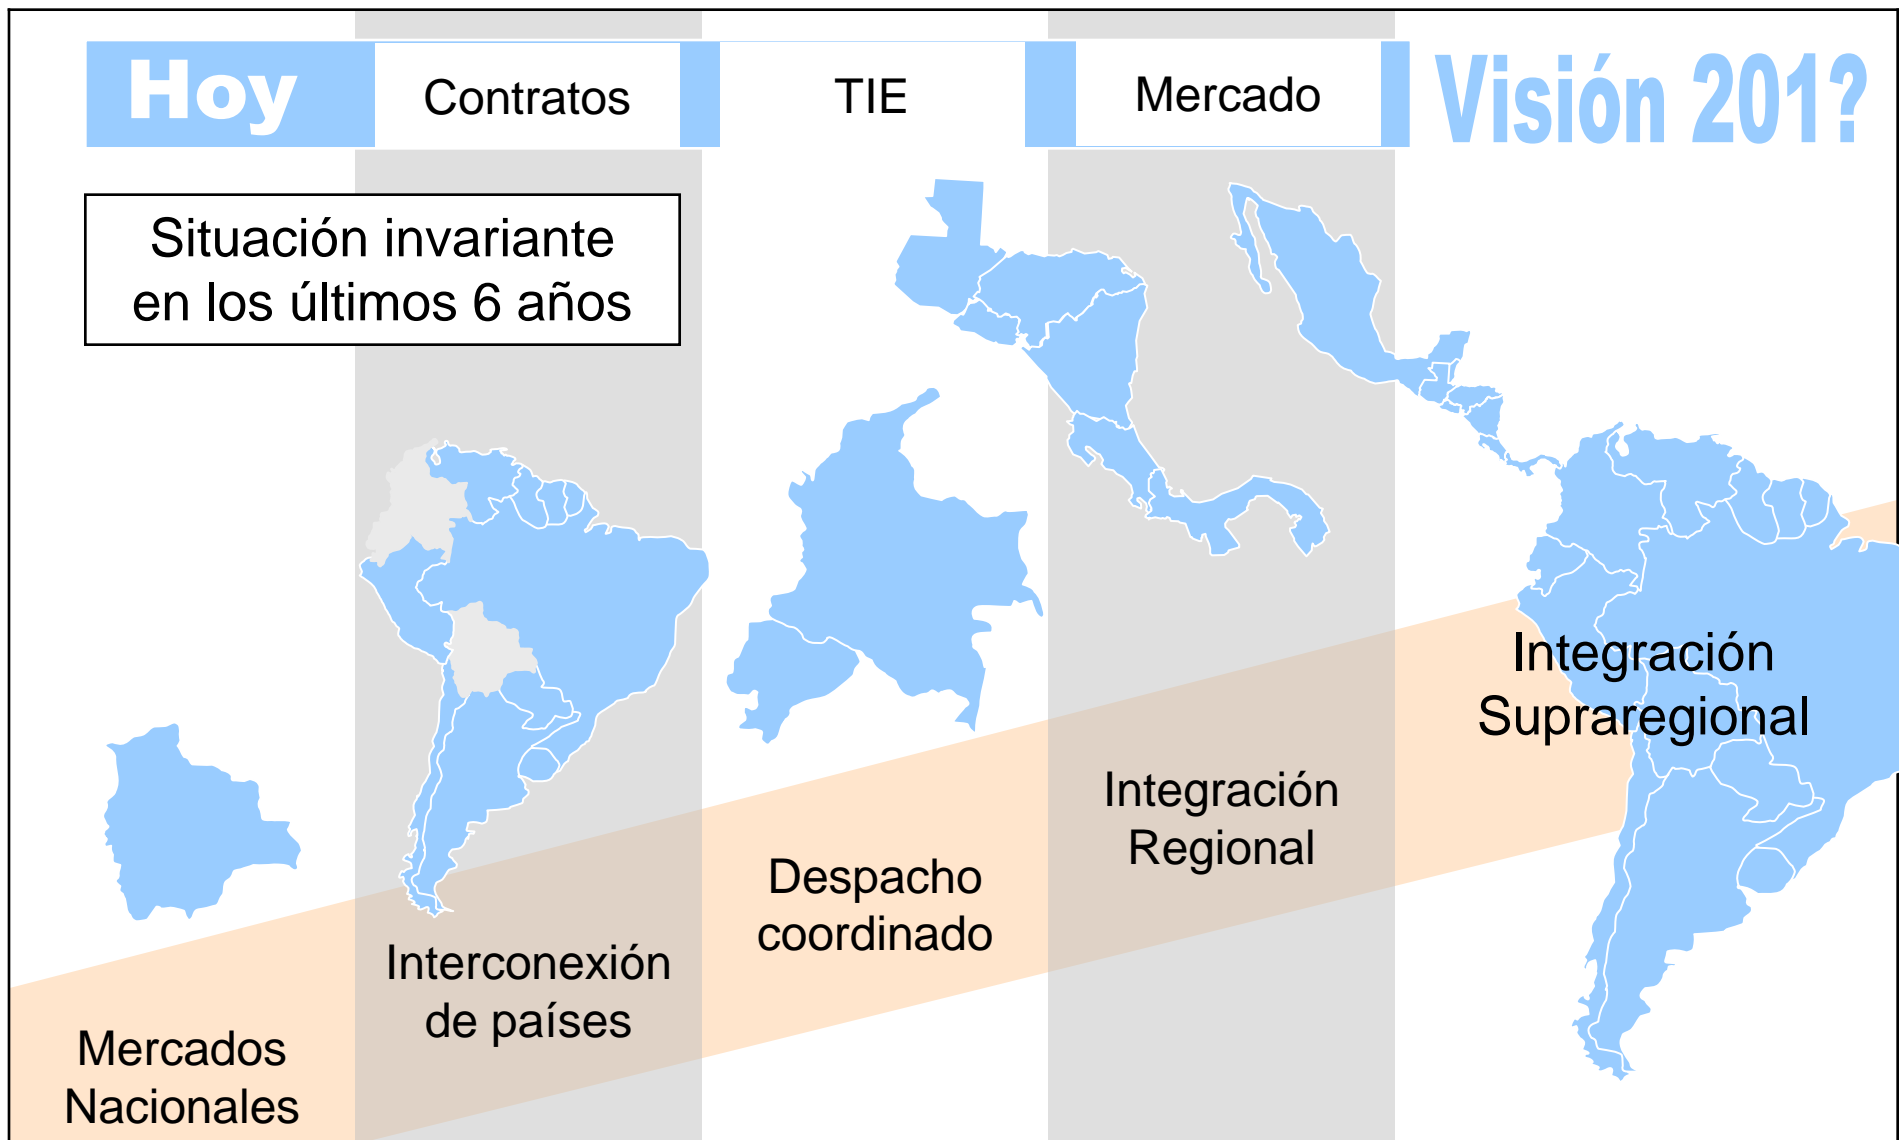 Hoy
Contratos
TIE
Mercado
Visión 201?
Situación invariante
en los últimos 6 años
Mercados
Nacionales
Interconexión
de países
Despacho
coordinado
Integración
Regional
Integración
Supraregional